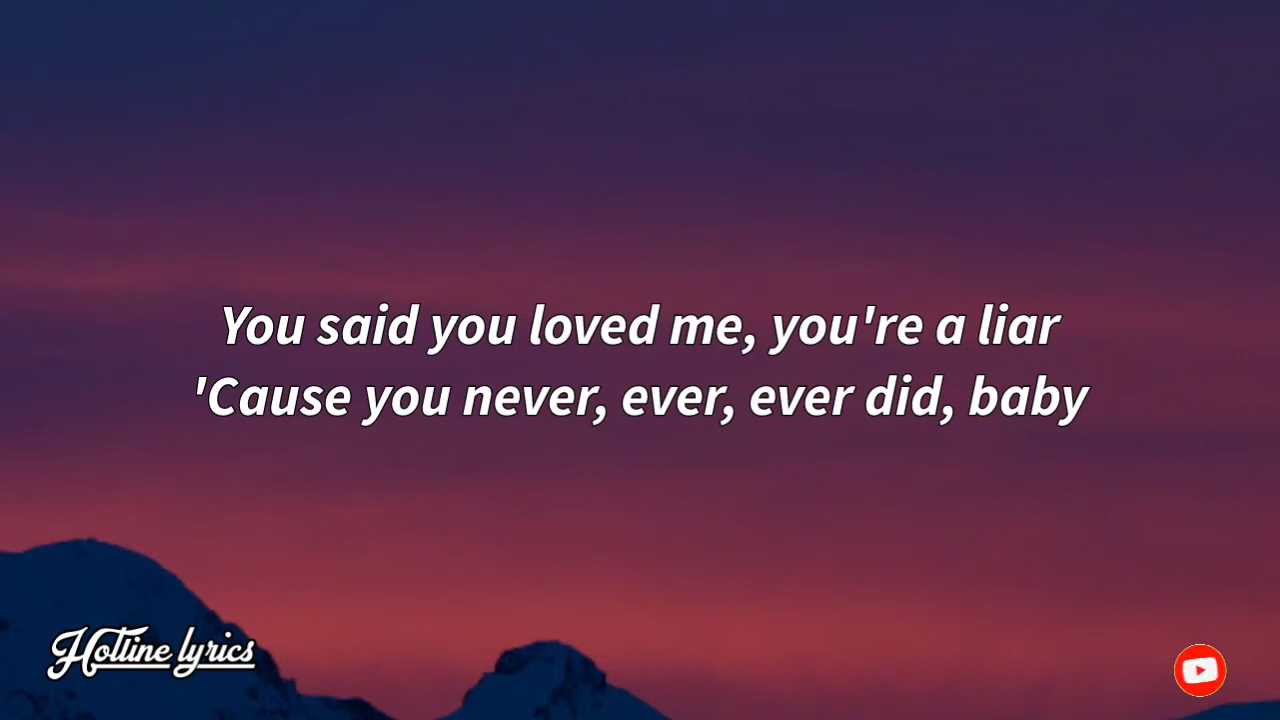 You said you loved me, you're a liar
'Cause you never, ever, ever did, baby
Hotline lyrics